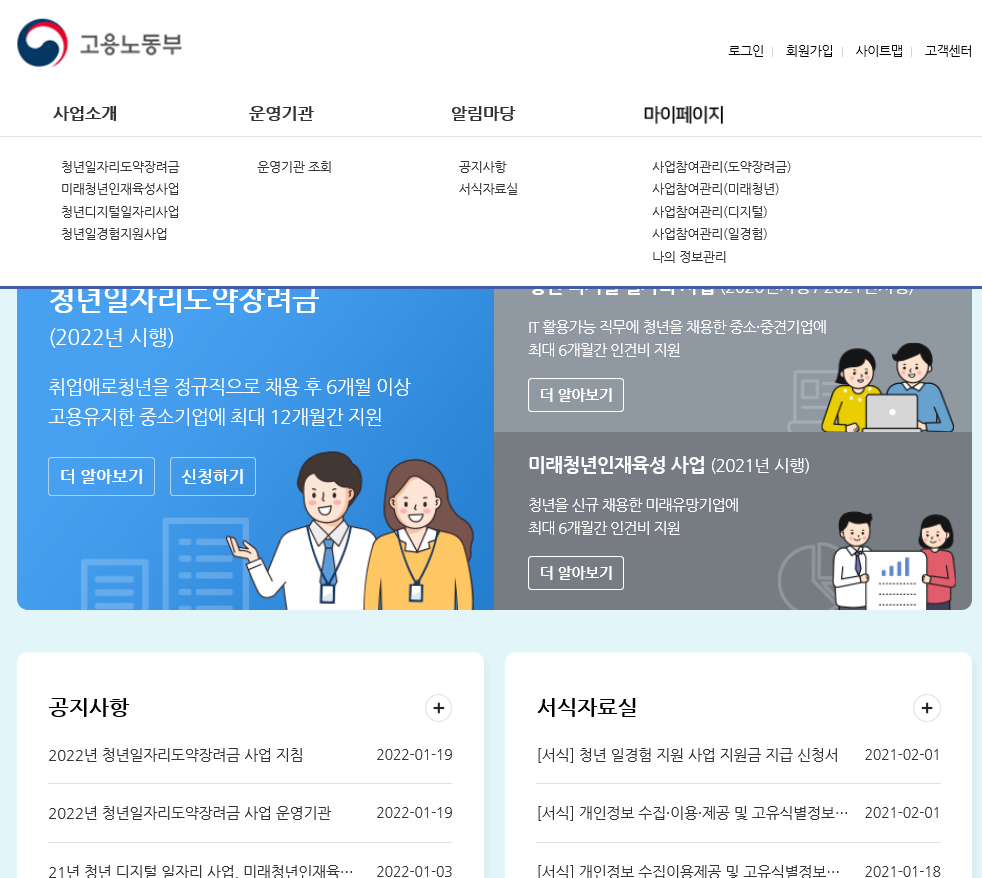 고용노동부
로그인 회원가입 사이트맵 고객센터
사업소개 운영기관 알림마당 마이페이지
청년일자리도약장려금
미래청년인재육성사업
청년디지털일자리사업
청년일경험지원사업
운영기관 조회
공지사항
서식자료실
사업참여관리(도약장려금)
사업참여관리(미래청년)
사업참여관리(디지털)
사업참여관리(일경험)
나의 정보관리
청년일자리도약장려금
(2022년 시행)
취업애로청년을 정규직으로 채용 후 6개월 이상
고용유지한 중소기업에 최대 12개월간 지원
더 알아보기 신청하기
IT 활용가능 직무에 청년을 채용한 중소·중견기업에
최대 6개월간 인건비 지원
더 알아보기
미래청년인재육성 사업 (2021년 시행)
청년을 신규 채용한 미래유망기업에
최대 6개월간 인건비 지원
더 알아보기
공지사항 +
2022년 청년일자리도약장려금 사업 지침 2022-01-19
2022년 청년일자리도약장려금 사업 운영기관 2022-01-19
21년 청년 디지털 일자리 사업, 미래청년인재육… 2022-01-03
서식자료실 +
[서식] 청년 일경험 지원 사업 지원금 지급 신청서 2021-02-01
[서식] 개인정보 수집·이용·제공 및 고유식별정보… 2021-02-01
[서식] 개인정보 수집이용제공 및 고유식별정보… 2021-01-18